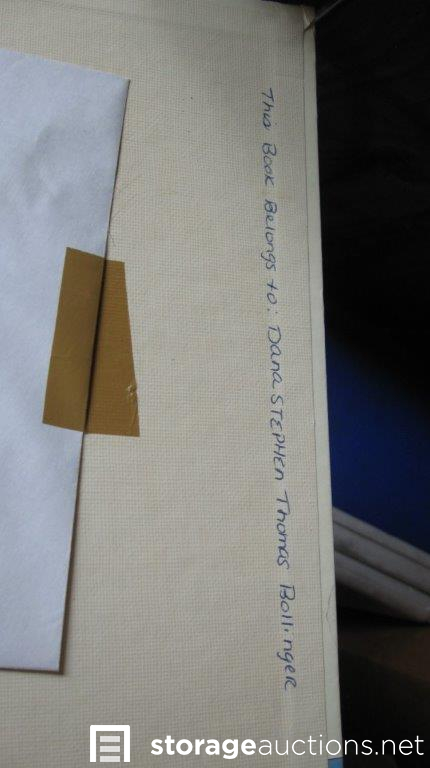 This Book Belongs to: Dana STEPHEN Thomas BollingeR
storageauctions.net